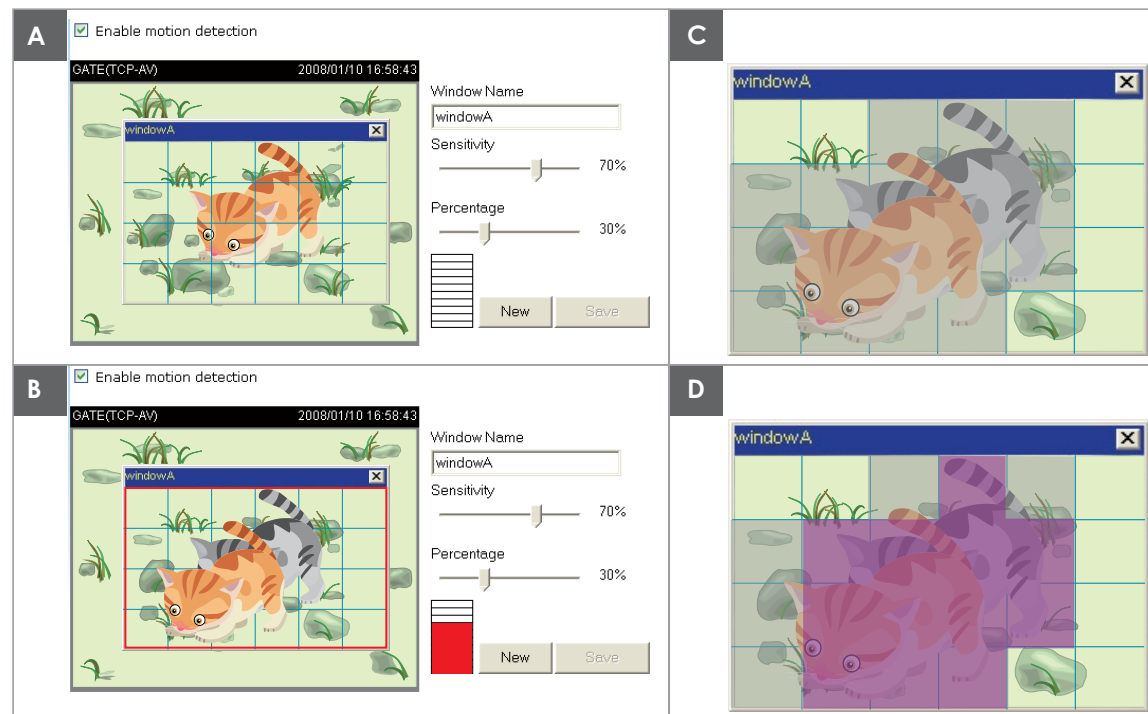 A
Enable motion detection
GATE(TCP-AV) 2008/01/10 16:58:43
windowA
Window Name
windowA
Sensitivity
70%
Percentage
30%
New Save
C
windowA
B
Enable motion detection
GATE(TCP-AV) 2008/01/10 16:58:43
windowA
Window Name
windowA
Sensitivity
70%
Percentage
30%
New Save
D
windowA